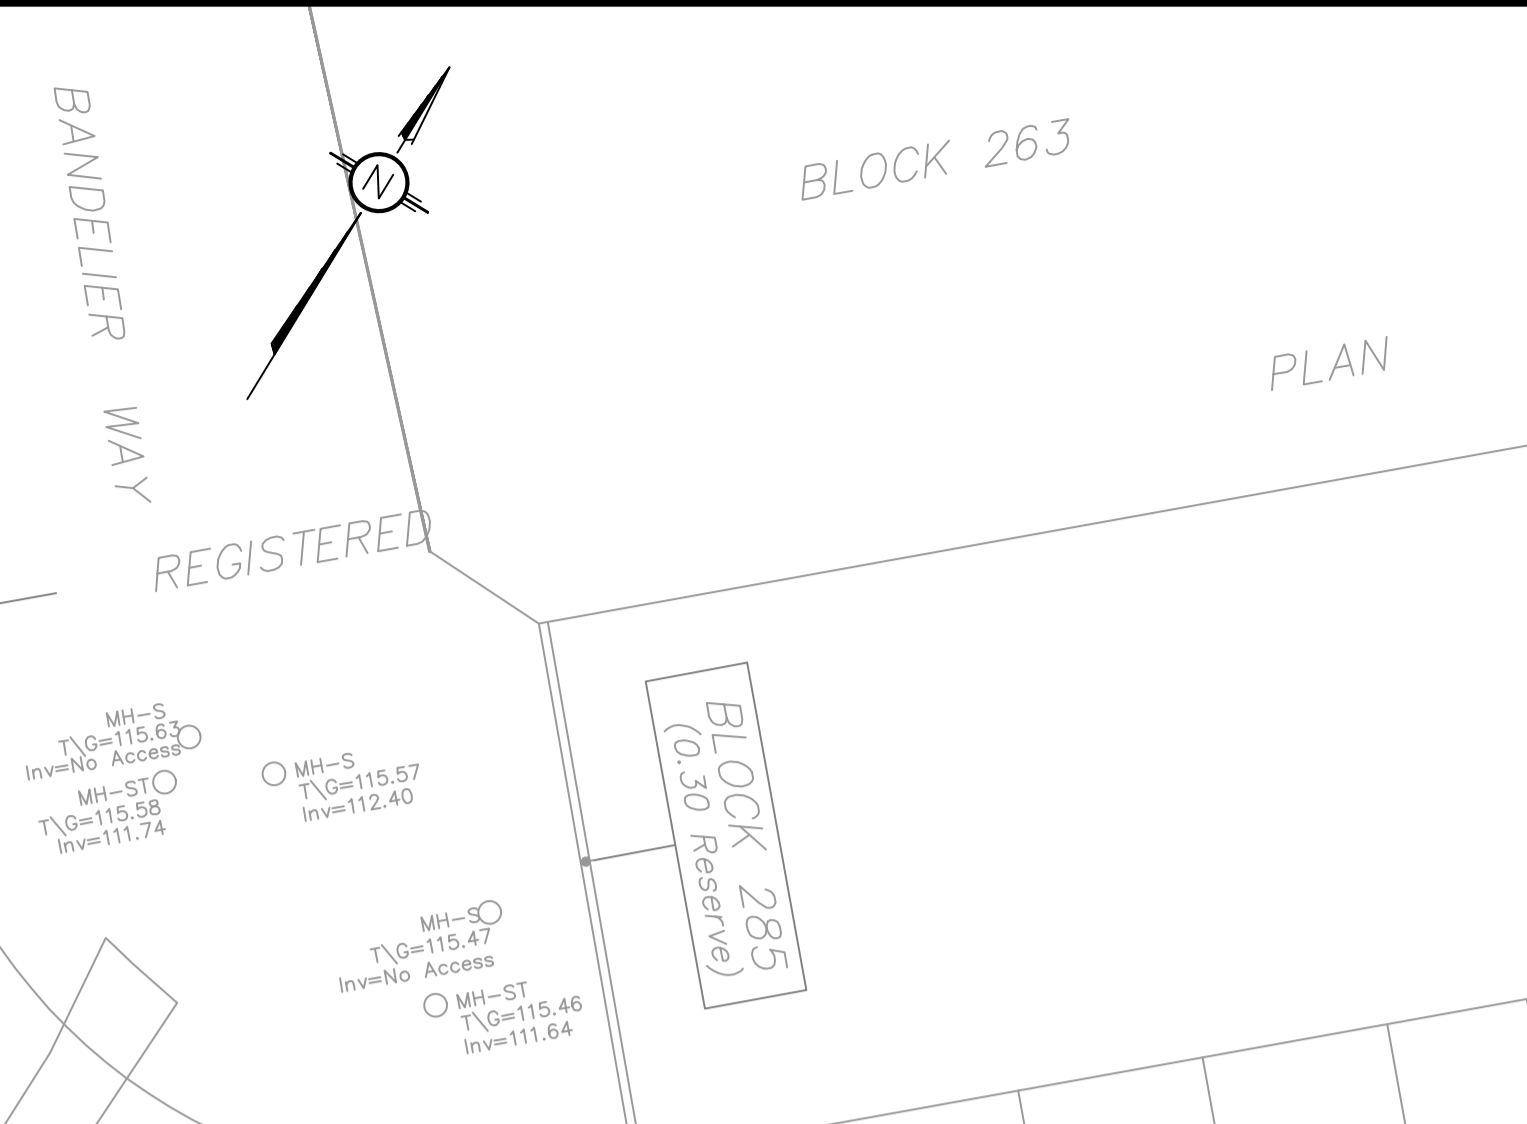 BANDELIER WAY
N
BLOCK 263
PLAN
REGISTERED
MH-S
T\G=115.63
Inv=No Access
MH-ST
T\G=115.58
Inv=111.74
MH-S
T\G=115.57
Inv=112.40
BLOCK 285
(0.30 Reserve)
MH-S
T\G=115.47
Inv=No Access
MH-ST
T\G=115.46
Inv=111.64